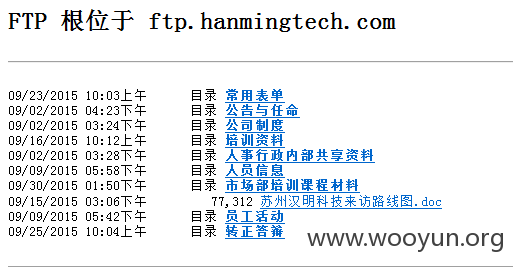 FTP 根位于 ftp.hanmingtech.com
09/23/2015 10:03上午 目录 常用表单
09/02/2015 04:23下午 目录 公告与任命
09/02/2015 03:24下午 目录 公司制度
09/16/2015 10:12上午 目录 培训资料
09/02/2015 03:28下午 目录 人事行政内部共享资料
09/09/2015 05:58下午 目录 人员信息
09/30/2015 01:50下午 目录 市场部培训课程材料
09/15/2015 03:06下午 77,312 苏州汉明科技来访路线图.doc
09/09/2015 05:42下午 目录 员工活动
09/25/2015 10:04上午 目录 转正答辩
www.wooyun.org